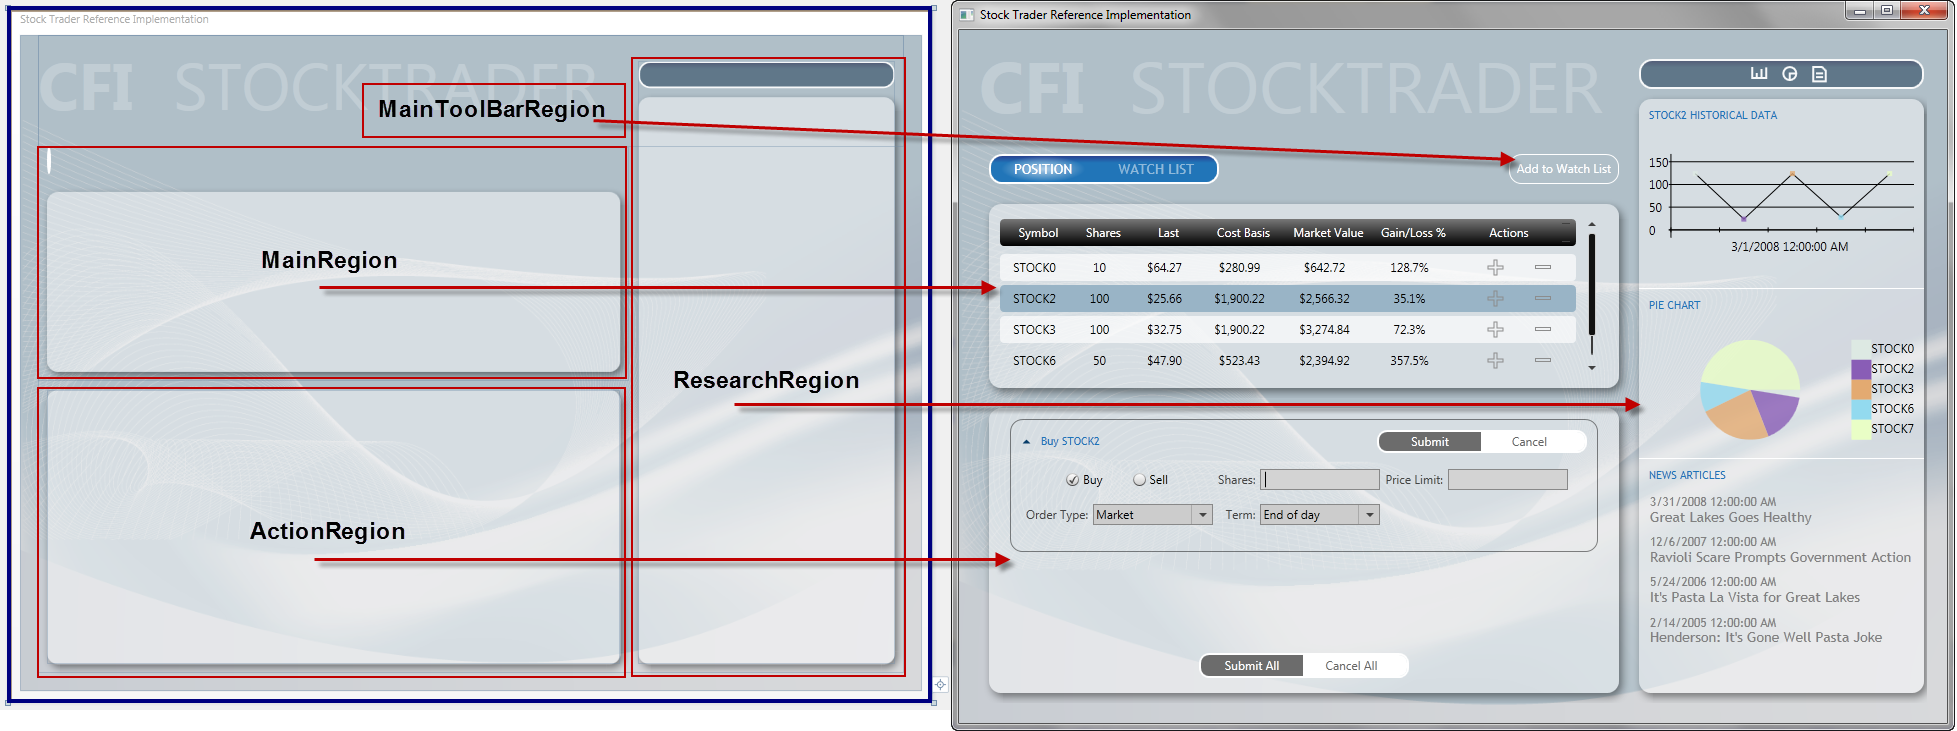 Stock Trader Reference Implementation
CFI STOCKTRADER
MainToolBarRegion
MainRegion
ResearchRegion
ActionRegion
Stock Trader Reference Implementation
CFI STOCKTRADER
POSITION WATCH LIST
Add to Watch List
Symbol Shares Last Cost Basis Market Value Gain/Loss % Actions
STOCK0 10 $64.27 $280.99 $642.72 128.7%
STOCK2 100 $25.66 $1,900.22 $2,566.32 35.1%
STOCK3 100 $32.75 $1,900.22 $3,274.84 72.3%
STOCK6 50 $47.90 $523.43 $2,394.92 357.5%
Buy STOCK2 Submit Cancel
Buy Sell Shares: Price Limit:
Order Type: Market Term: End of day
Submit All Cancel All
STOCK2 HISTORICAL DATA
150
100
50
0
3/1/2008 12:00:00 AM
PIE CHART
STOCK0
STOCK2
STOCK3
STOCK6
STOCK7
NEWS ARTICLES
3/31/2008 12:00:00 AM
Great Lakes Goes Healthy
12/6/2007 12:00:00 AM
Ravioli Scare Prompts Government Action
5/24/2006 12:00:00 AM
It's Pasta La Vista for Great Lakes
2/14/2005 12:00:00 AM
Henderson: It's Gone Well Pasta Joke